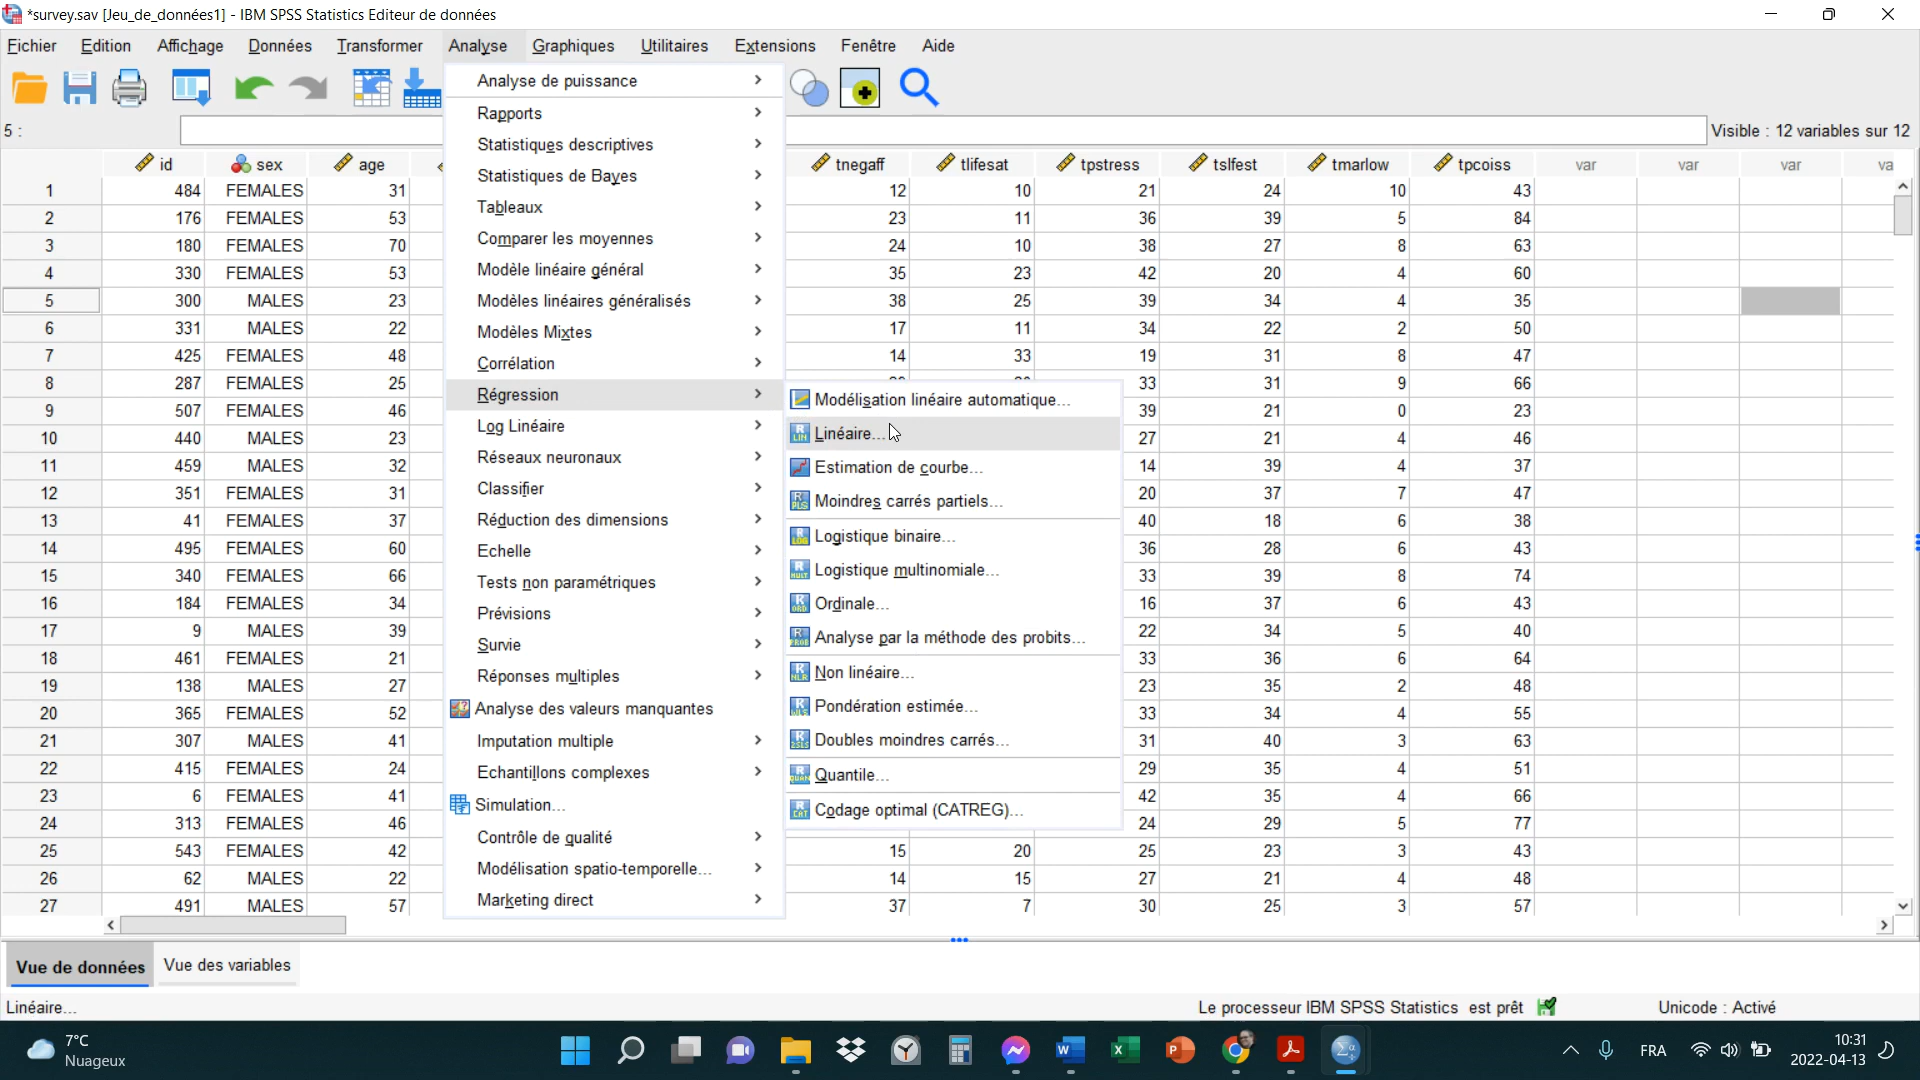 *survey.sav [Jeu_de_données1] - IBM SPSS Statistics Editeur de données
Fichier Edition Affichage Données Transformer Analyse Graphiques Utilitaires Extensions Fenêtre Aide
5 :
Visible : 12 variables sur 12
id sex age tnegaff tlifesat tpstress tslfest tmarlow tpcoiss var var var va
1 484 FEMALES 31 12 10 21 24 10 43
2 176 FEMALES 53 23 11 36 39 5 84
3 180 FEMALES 70 24 10 38 27 8 63
4 330 FEMALES 53 35 23 42 20 4 60
5 300 MALES 23 38 25 39 34 4 35
6 331 MALES 22 17 11 34 22 2 50
7 425 FEMALES 48 14 33 19 31 8 47
8 287 FEMALES 25 33 31 9 66
9 507 FEMALES 46 39 21 0 23
10 440 MALES 23 27 21 4 46
11 459 MALES 32 14 39 4 37
12 351 FEMALES 31 20 37 7 47
13 41 FEMALES 37 40 18 6 38
14 495 FEMALES 60 36 28 6 43
15 340 FEMALES 66 33 39 8 74
16 184 FEMALES 34 16 37 6 43
17 9 MALES 39 22 34 5 40
18 461 FEMALES 21 33 36 6 64
19 138 MALES 27 23 35 2 48
20 365 FEMALES 52 33 34 4 55
21 307 MALES 41 31 40 3 63
22 415 FEMALES 24 29 35 4 51
23 6 FEMALES 41 42 35 4 66
24 313 FEMALES 46 24 29 5 77
25 543 FEMALES 42 15 20 25 23 3 43
26 62 MALES 22 14 15 27 21 4 48
27 491 MALES 57 37 7 30 25 3 57
Analyse de puissance
Rapports
Statistiques descriptives
Statistiques de Bayes
Tableaux
Comparer les moyennes
Modèle linéaire général
Modèles linéaires généralisés
Modèles Mixtes
Corrélation
Régression
Log Linéaire
Réseaux neuronaux
Classifier
Réduction des dimensions
Echelle
Tests non paramétriques
Prévisions
Survie
Réponses multiples
Analyse des valeurs manquantes
Imputation multiple
Echantillons complexes
Simulation...
Contrôle de qualité
Modélisation spatio-temporelle...
Marketing direct
Modélisation linéaire automatique...
Linéaire...
Estimation de courbe...
Moindres carrés partiels...
Logistique binaire...
Logistique multinomiale...
Ordinale...
Analyse par la méthode des probits...
Non linéaire...
Pondération estimée...
Doubles moindres carrés...
Quantile...
Codage optimal (CATREG)...
Vue de données Vue des variables
Linéaire... Le processeur IBM SPSS Statistics est prêt Unicode : Activé
7°C
Nuageux
FRA
10:31
2022-04-13